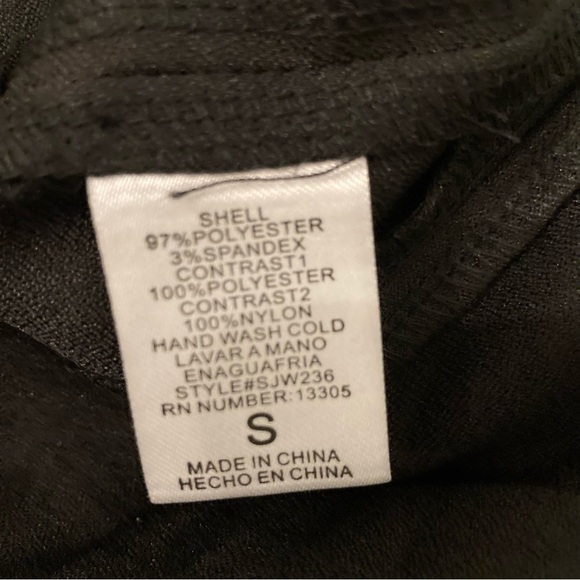 SHELL
97%POLYESTER
3%SPANDEX
CONTRAST1
100%POLYESTER
CONTRAST2
100%NYLON
HAND WASH COLD
LAVAR A MANO
ENAGUAFRIA
STYLE#SJW236
RN NUMBER:13305
S
MADE IN CHINA
HECHO EN CHINA